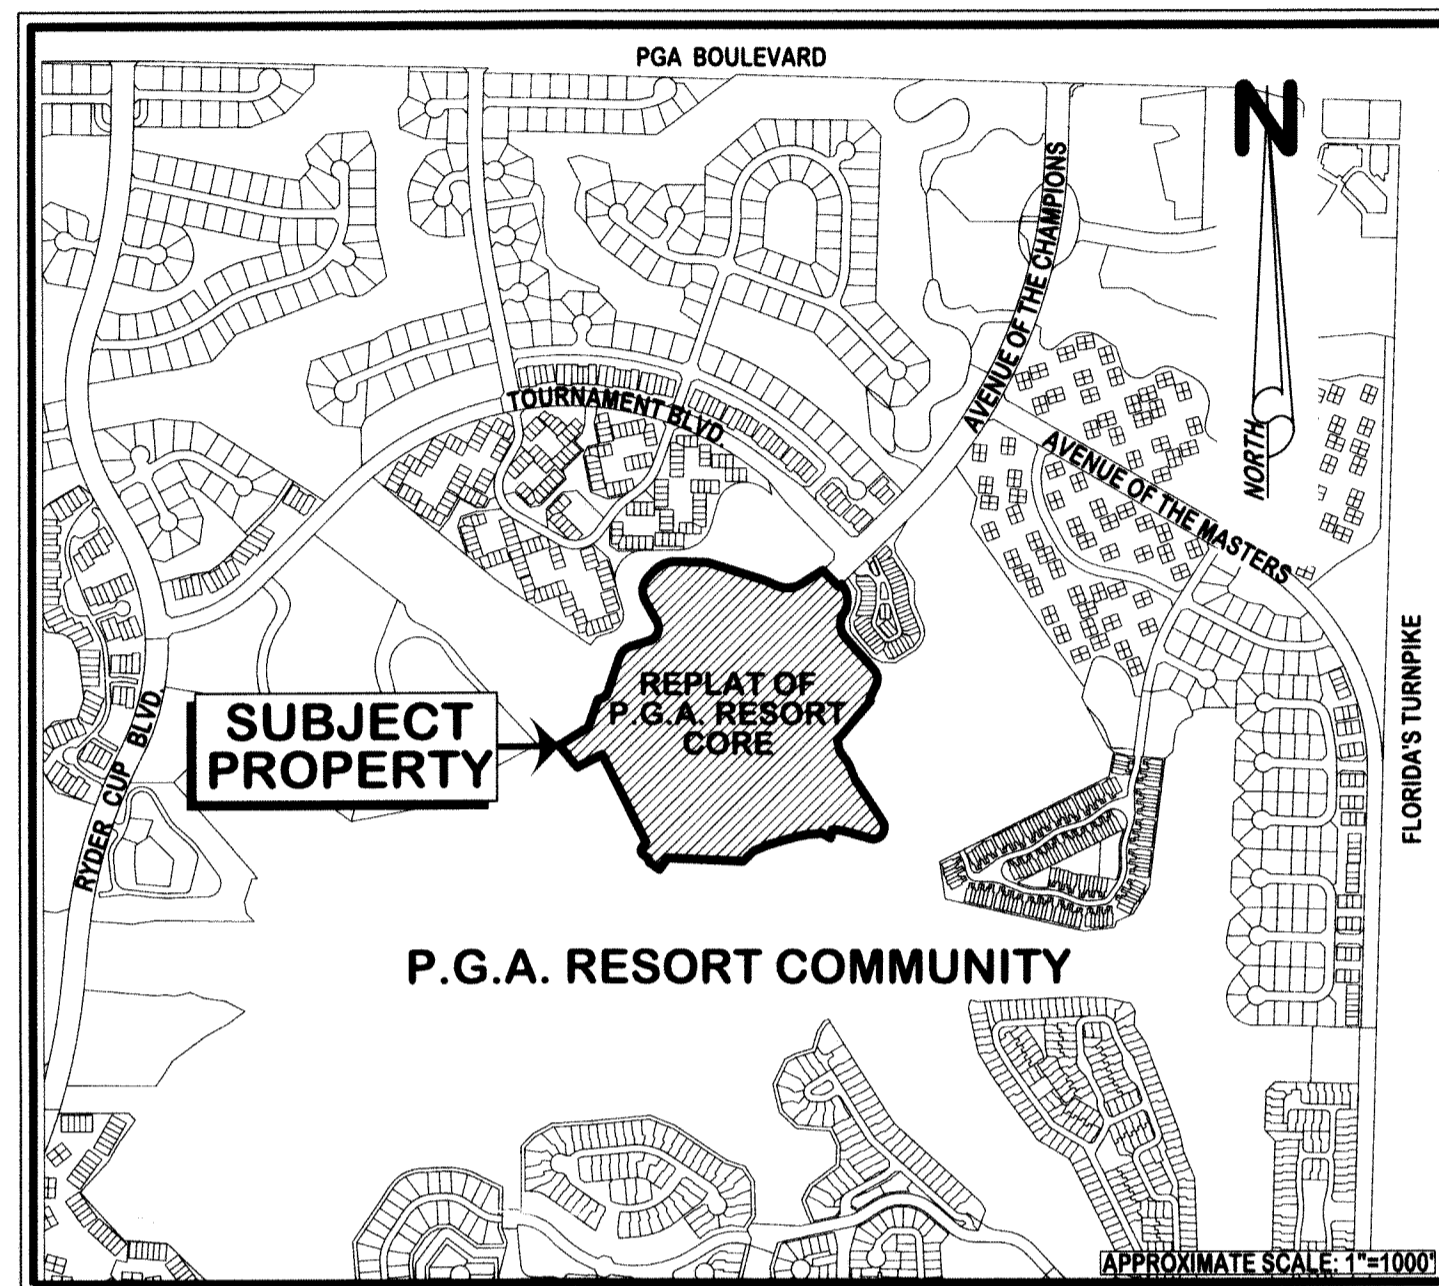 PGA BOULEVARD
N
AVENUE OF THE CHAMPIONS
TOURNAMENT BLVD.
AVENUE OF THE MASTERS
NORTH
FLORIDA'S TURNPIKE
REPLAT OF
P.G.A. RESORT
CORE
SUBJECT
PROPERTY
RYDER CUP BLVD.
P.G.A. RESORT COMMUNITY
APPROXIMATE SCALE: 1"=1000'